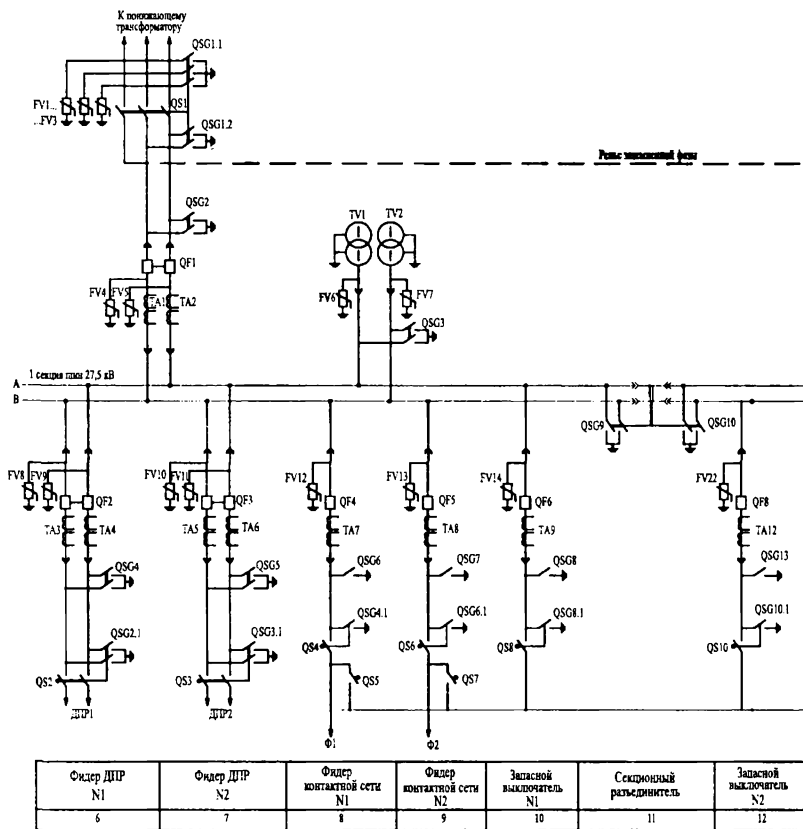 К понижающему
трансформатору
QSG1.1
FV1...
...FV3
QS1
QSG1.2
Рельс заземленной фазы
QSG2
TV1
TV2
QF1
FV4
FV5
TA1
TA2
FV6
FV7
QSG3
1 секция шин 27,5 кВ
A
B
QSG9
QSG10
FV8
FV9
QF2
TA3
TA4
FV10
FV11
QF3
TA5
TA6
FV12
QF4
TA7
FV13
QF5
TA8
FV14
QF6
TA9
FV22
QF8
TA12
QSG4
QSG5
QSG6
QSG7
QSG8
QSG13
QSG2.1
QSG3.1
QSG4.1
QSG6.1
QSG8.1
QSG10.1
QS2
QS3
QS4
QS5
QS6
QS7
QS8
QS10
ДПР1
ДПР2
Ф1
Ф2
Фидер ДПР
N1
Фидер ДПР
N2
Фидер
контактной сети
N1
Фидер
контактной сети
N2
Запасной
выключатель
N1
Секционный
разъединитель
Запасной
выключатель
N2
6
7
8
9
10
11
12